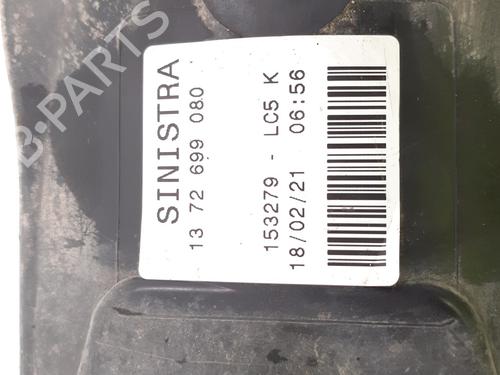 SINISTRA
13 72 699 080
153279 - LC5 K
18/02/21 06:56
B-PARTS